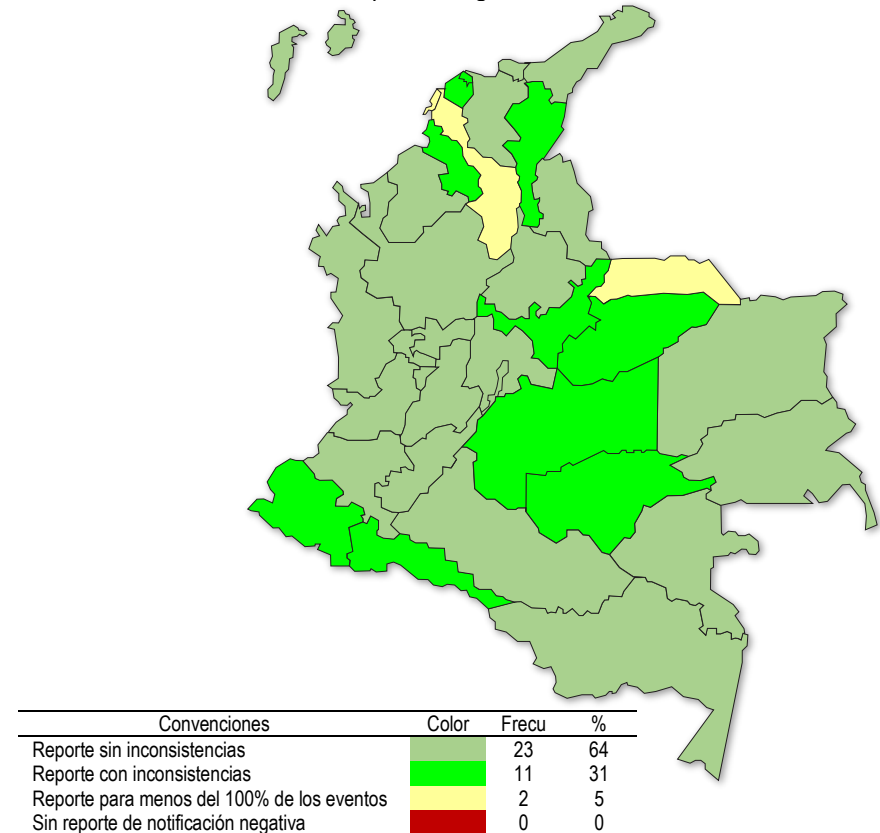 Convenciones Color Frecu %
Reporte sin inconsistencias 23 64
Reporte con inconsistencias 11 31
Reporte para menos del 100% de los eventos 2 5
Sin reporte de notificación negativa 0 0